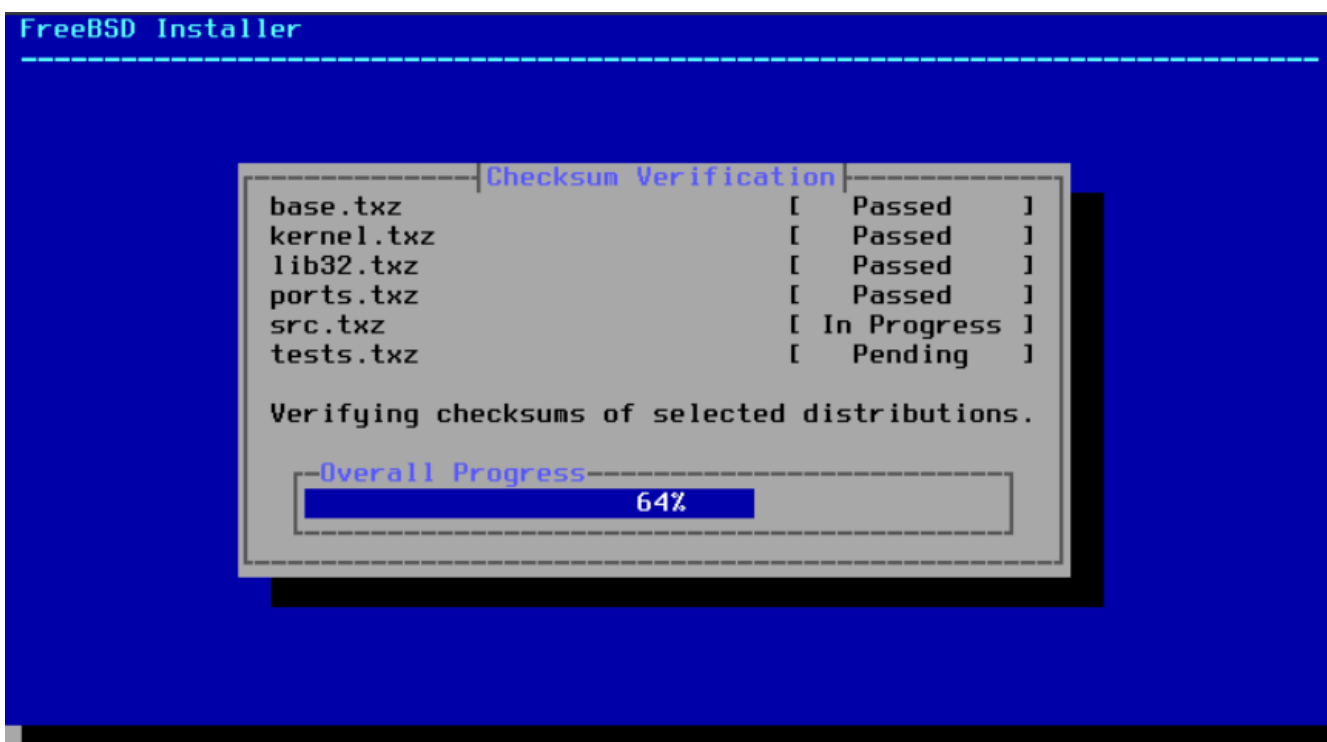 FreeBSD Installer
Checksum Verification
base.txz [ Passed ]
kernel.txz [ Passed ]
lib32.txz [ Passed ]
ports.txz [ Passed ]
src.txz [ In Progress ]
tests.txz [ Pending ]
Verifying checksums of selected distributions.
Overall Progress
64%